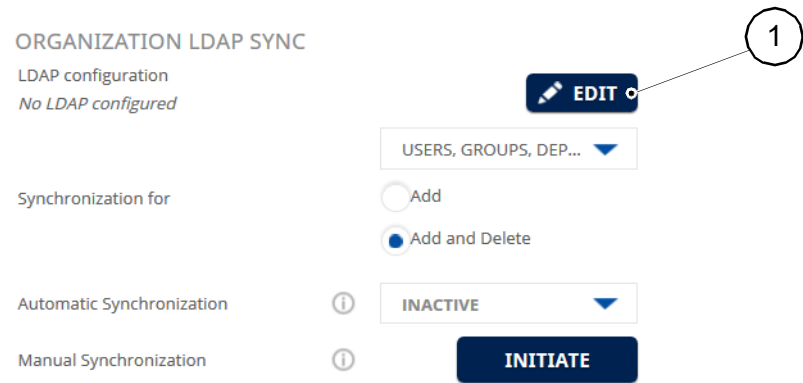 1
ORGANIZATION LDAP SYNC
LDAP configuration
No LDAP configured
EDIT
USERS, GROUPS, DEP...
Synchronization for
Add
Add and Delete
Automatic Synchronization
INACTIVE
Manual Synchronization
INITIATE